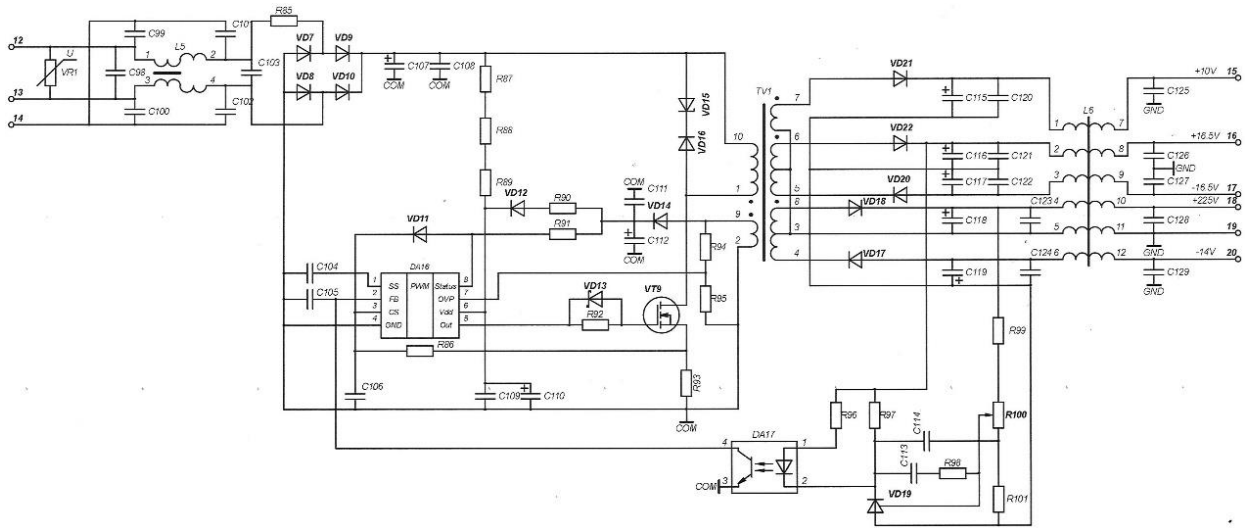 R85
C99
C101
12
1
L5
2
VD7
VD9
U
VR1
C98
C103
C107
C108
R87
13
3
4
VD8
VD10
COM
COM
C100
C102
14
R88
R89
VD15
VD16
10
1
9
2
TV1
7
6
5
6
3
4
VD21
VD22
VD20
VD18
VD17
C115
C120
C116
C121
C117
C122
C118
C123
C119
C124
L6
1
7
2
8
3
9
4
10
5
11
6
12
+10V
15
C125
GND
+16.5V
16
C126
GND
C127
-16.5V
17
+225V
18
C128
19
GND
-14V
20
C129
GND
VD12
R90
COM
C111
VD14
VD11
R91
C112
COM
R94
C104
DA16
1
SS
PWM
Status
8
C105
2
FB
OVP
7
3
CS
Vdd
6
4
GND
Out
VD13
R92
VT9
R95
R86
R93
C106
C109
C110
COM
R99
R96
R97
R100
C114
DA17
4
1
C113
R98
COM
3
2
VD19
R101